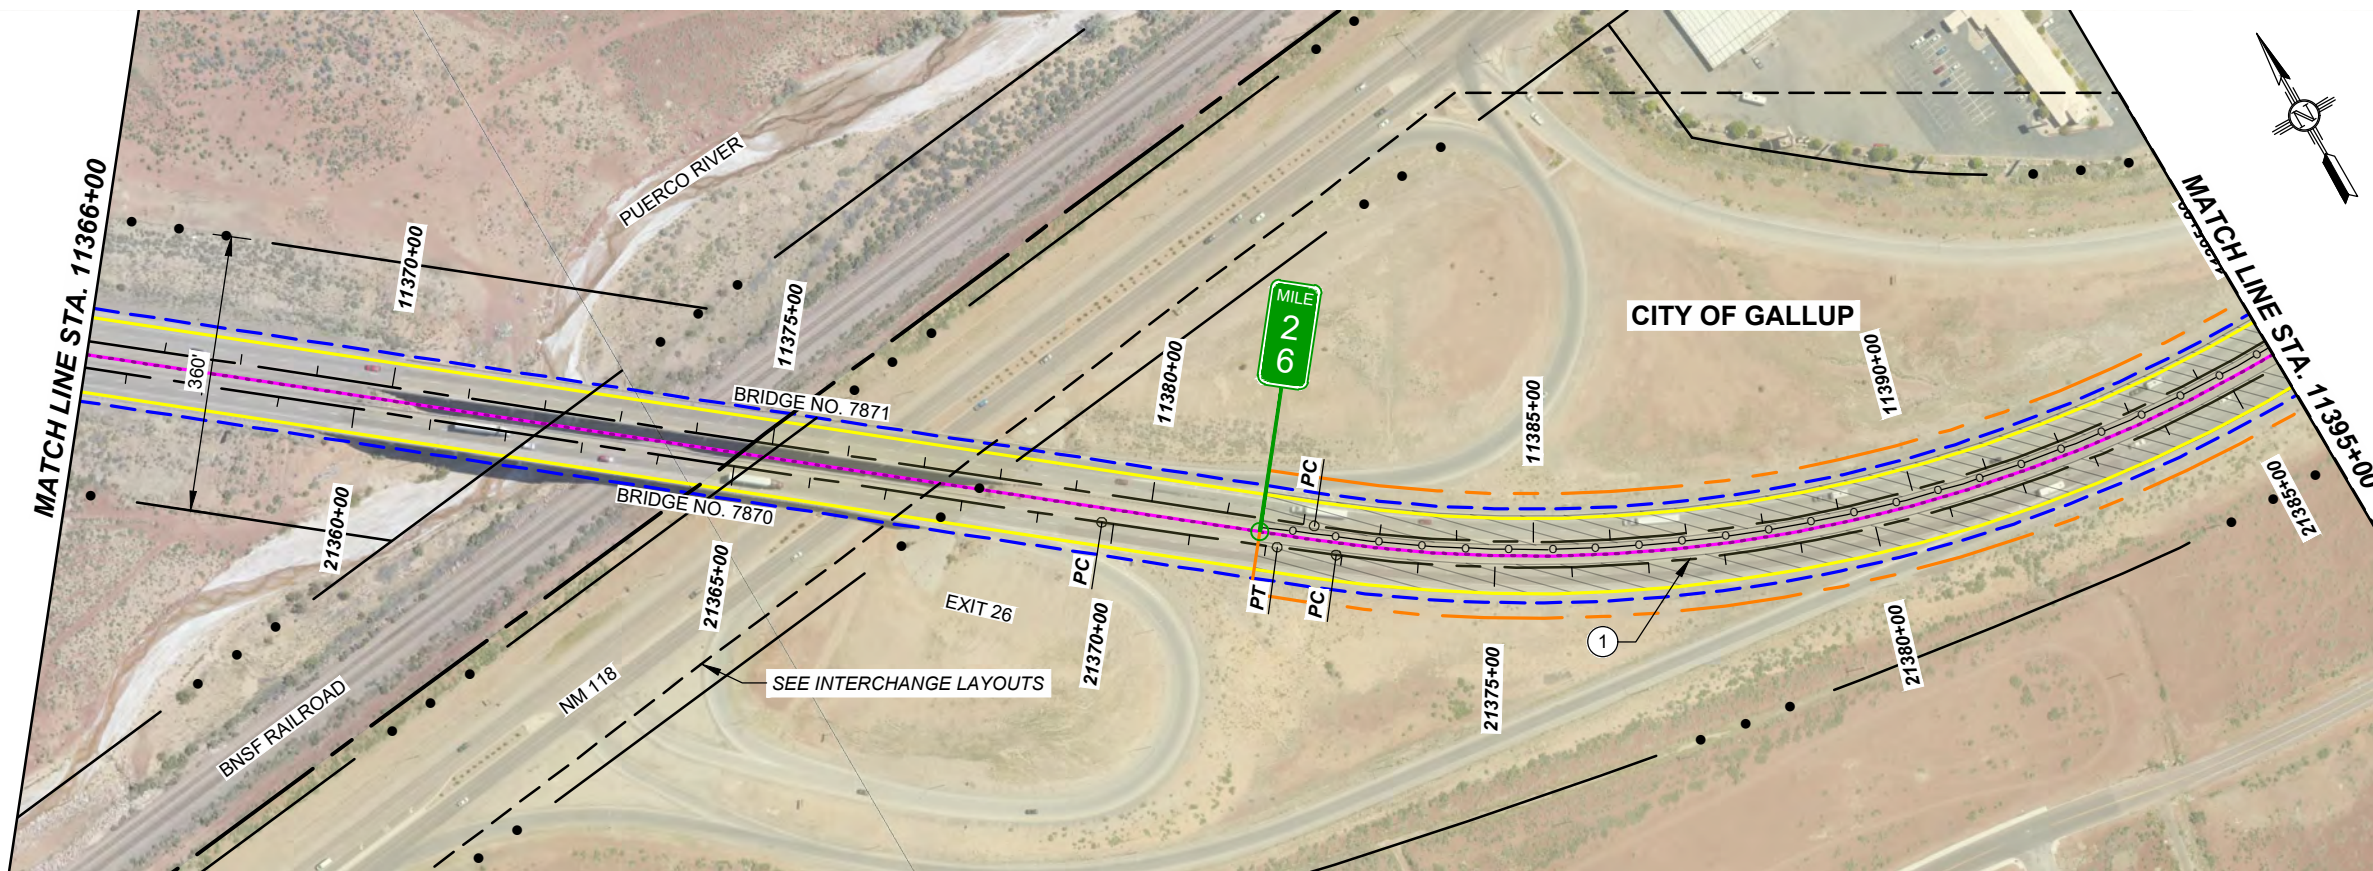 MATCH LINE STA. 11366+00
360'
11370+00
PUERCO RIVER
11375+00
BRIDGE NO. 7871
BRIDGE NO. 7870
21360+00
21365+00
BNSF RAILROAD
NM 118
SEE INTERCHANGE LAYOUTS
EXIT 26
PC
21370+00
11380+00
MILE
2
6
PC
PT
PC
11385+00
21375+00
1
CITY OF GALLUP
11390+00
21380+00
21385+00
MATCH LINE STA. 11395+00
N